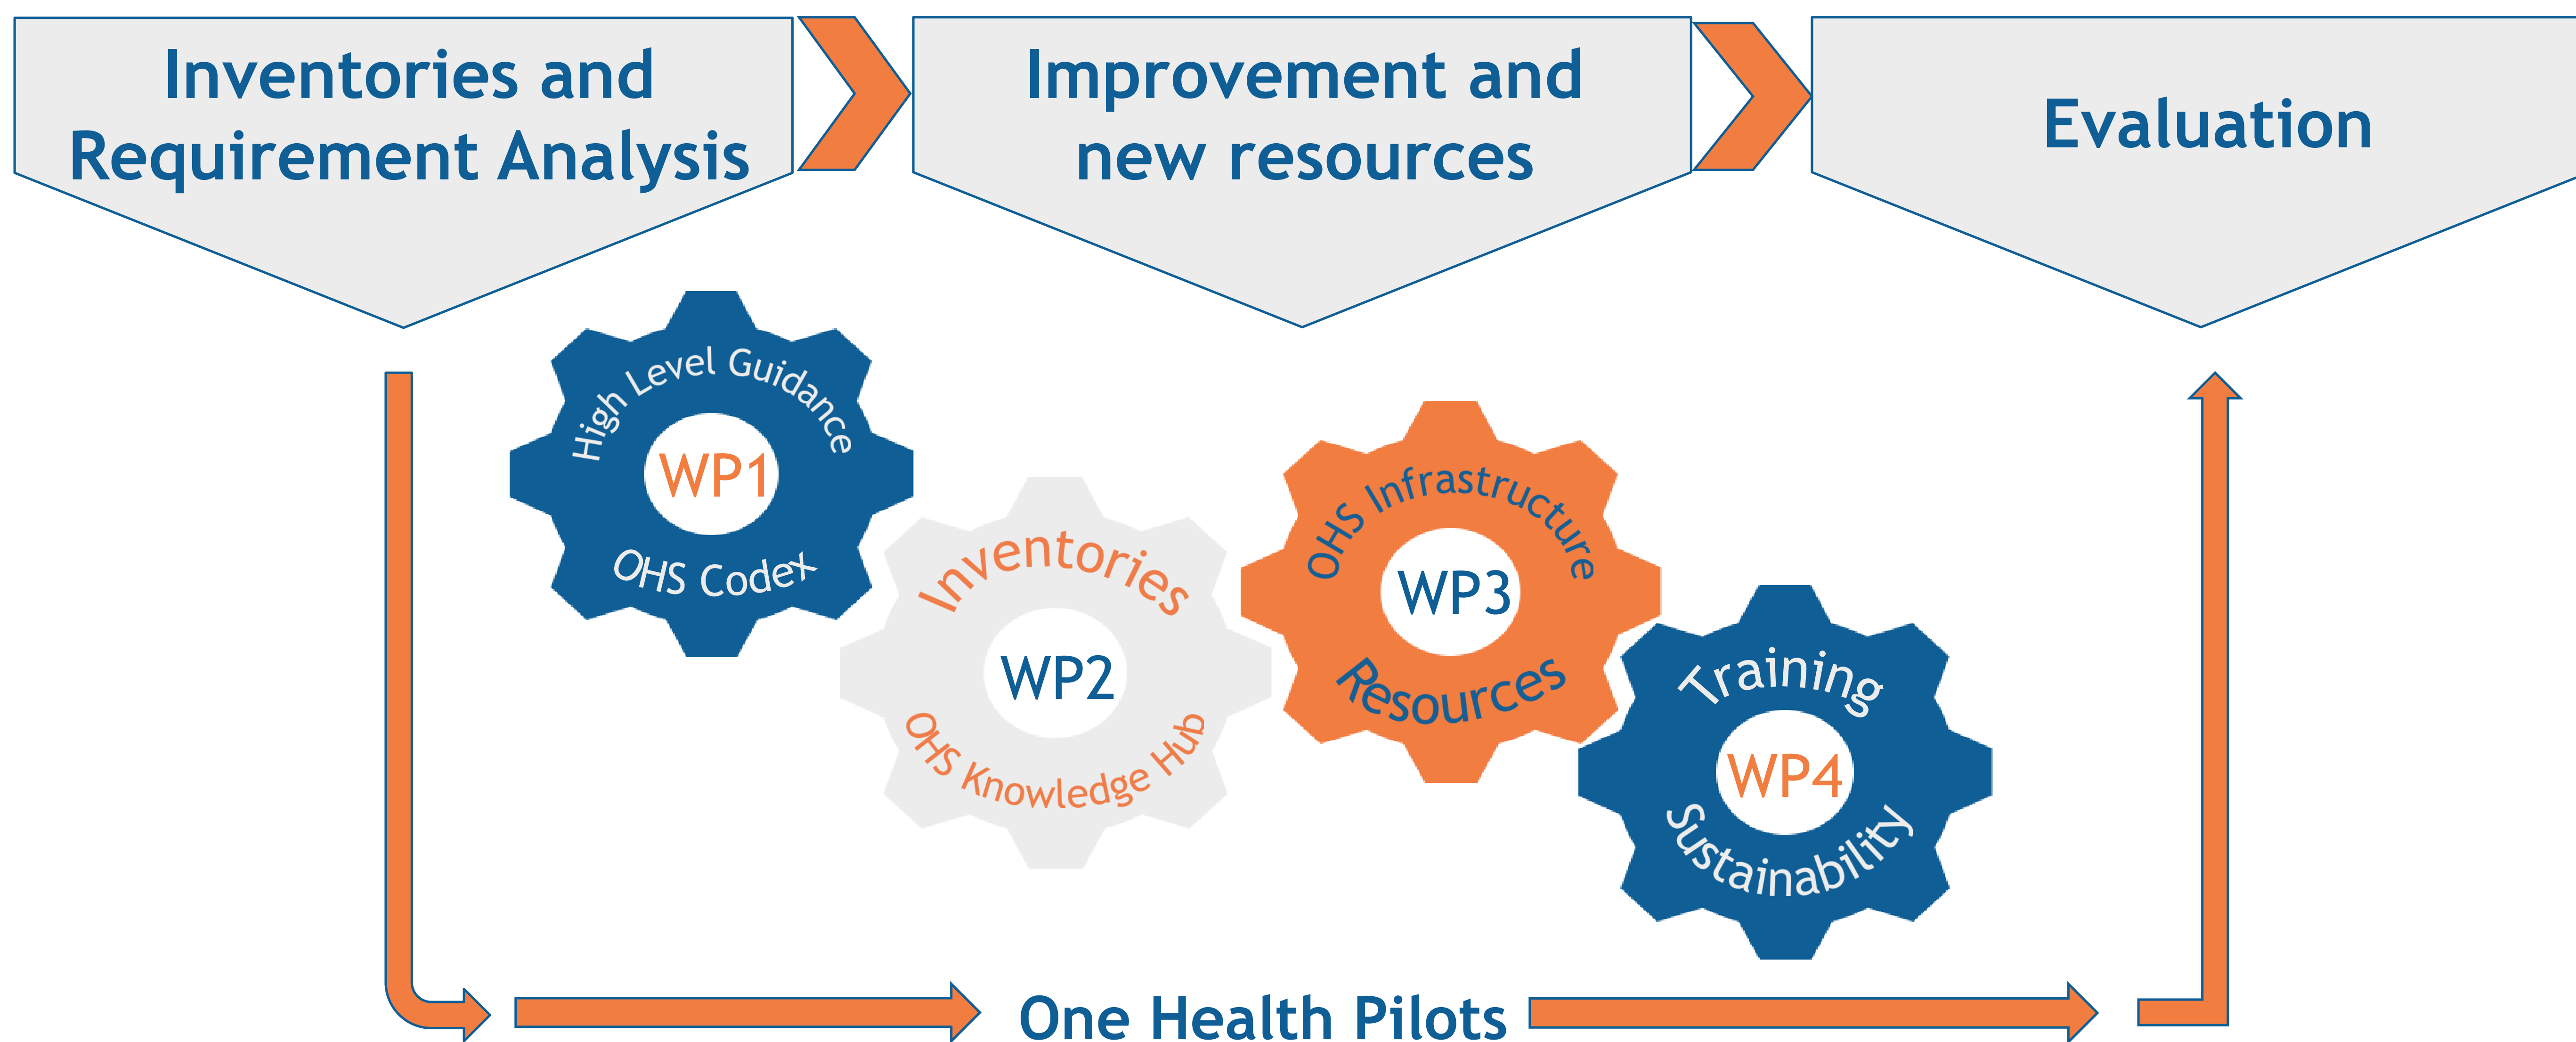 Inventories and
Requirement Analysis
Improvement and
new resources
Evaluation
High Level Guidance
WP1
OHS Codex
Inventories
WP2
OHS Knowledge Hub
OHS Infrastructure
WP3
Resources
Training
WP4
Sustainability
One Health Pilots